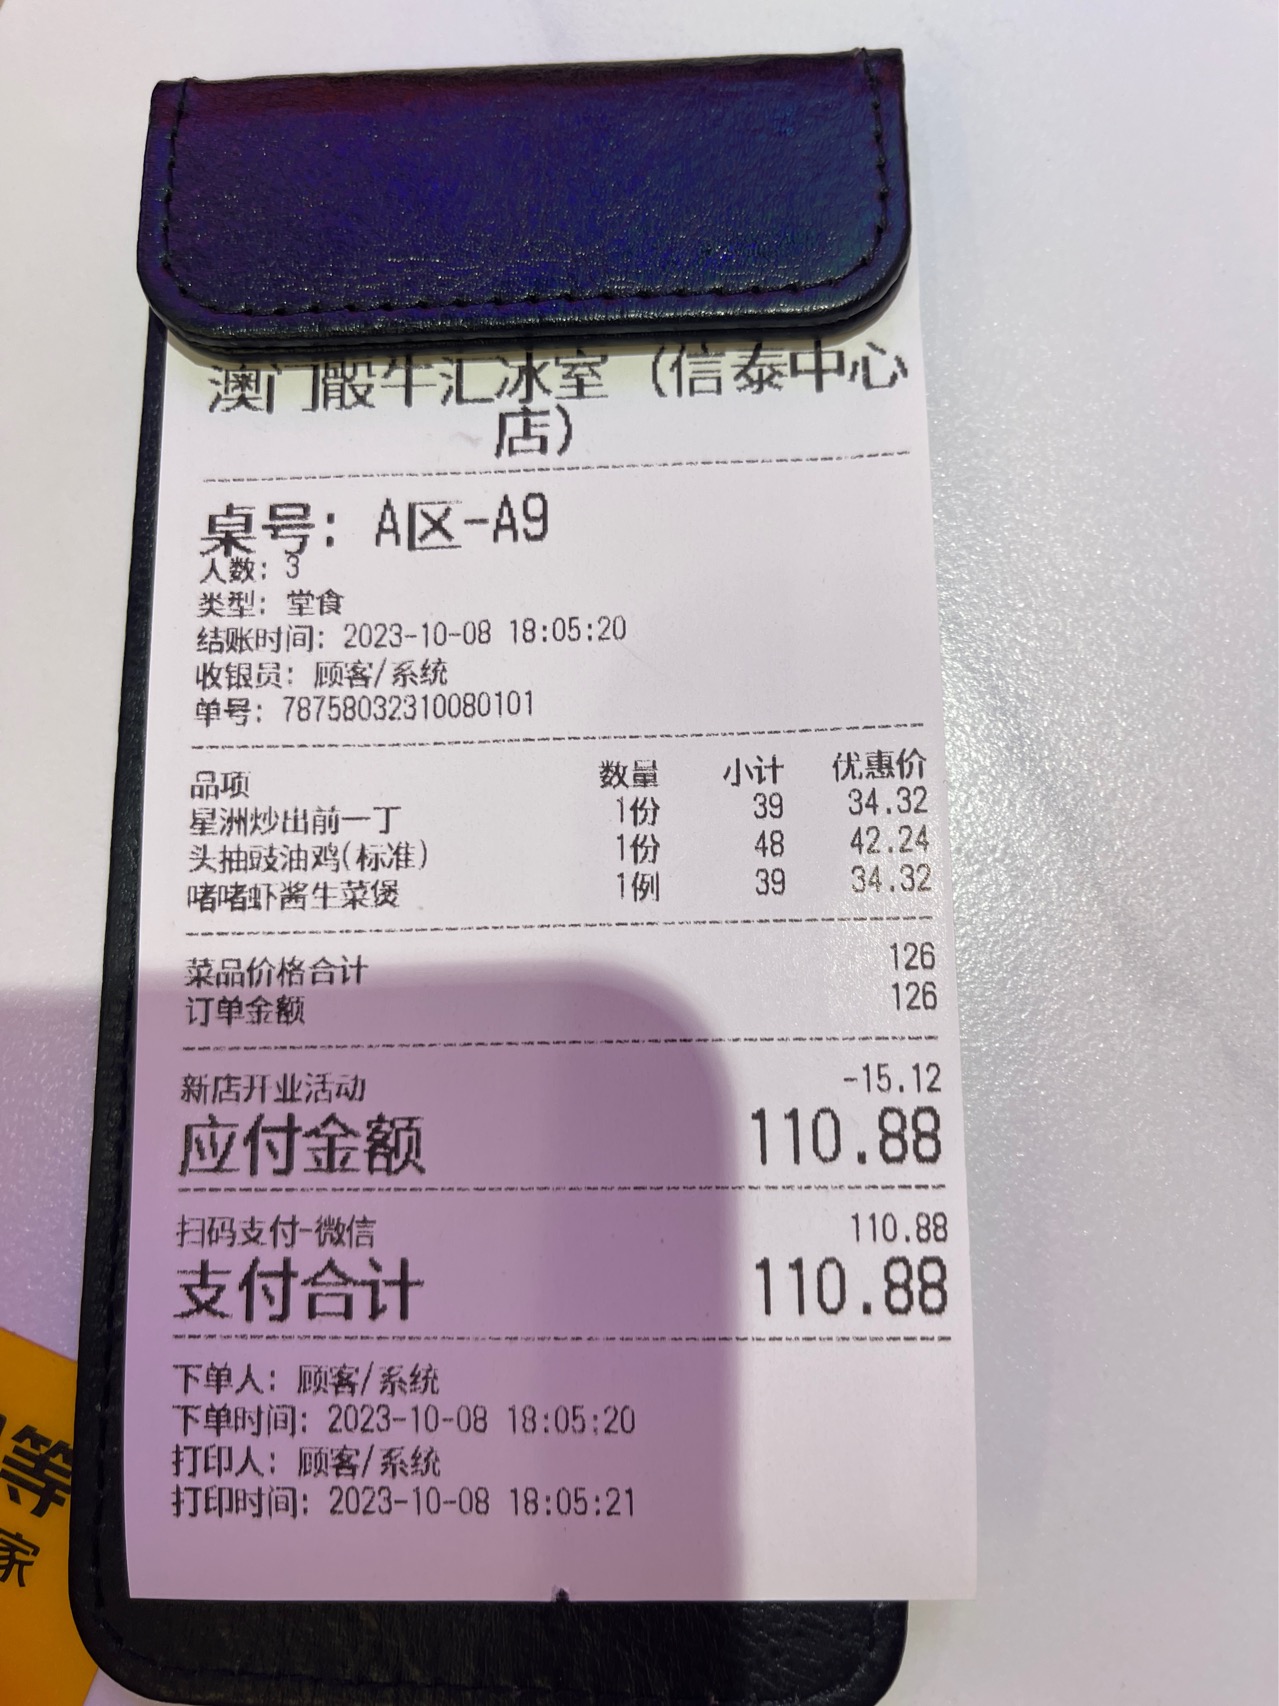 澳门骰牛汇冰室（信泰中心
店）
桌号: A区-A9
人数: 3
类型: 堂食
结账时间: 2023-10-08 18:05:20
收银员: 顾客/系统
单号: 78758032310080101
品项 数量 小计 优惠价
星洲炒出前一丁 1份 39 34.32
头抽豉油鸡(标准) 1份 48 42.24
啫啫虾酱生菜煲 1例 39 34.32
菜品价格合计 126
订单金额 126
新店开业活动 -15.12
应付金额 110.88
扫码支付-微信 110.88
支付合计 110.88
下单人: 顾客/系统
下单时间: 2023-10-08 18:05:20
打印人: 顾客/系统
打印时间: 2023-10-08 18:05:21
等
家